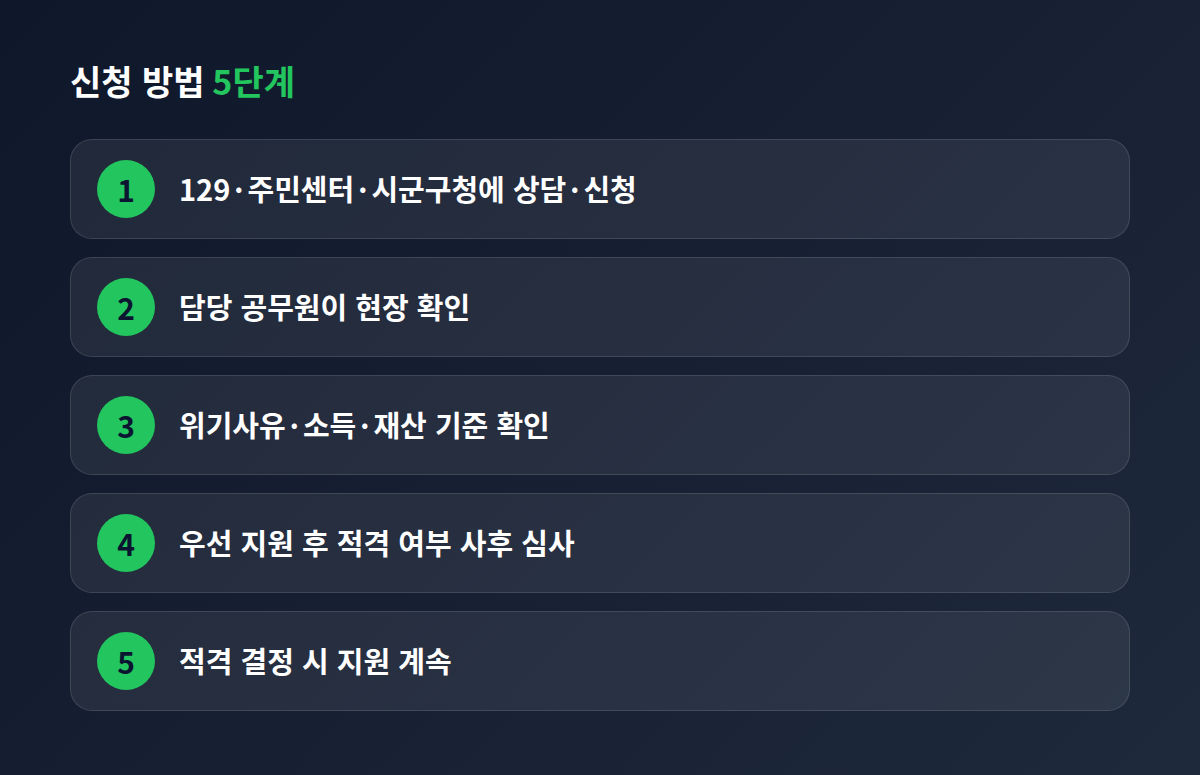 신청 방법 5단계
1 129·주민센터·시군구청에 상담·신청
2 담당 공무원이 현장 확인
3 위기사유·소득·재산 기준 확인
4 우선 지원 후 적격 여부 사후 심사
5 적격 결정 시 지원 계속